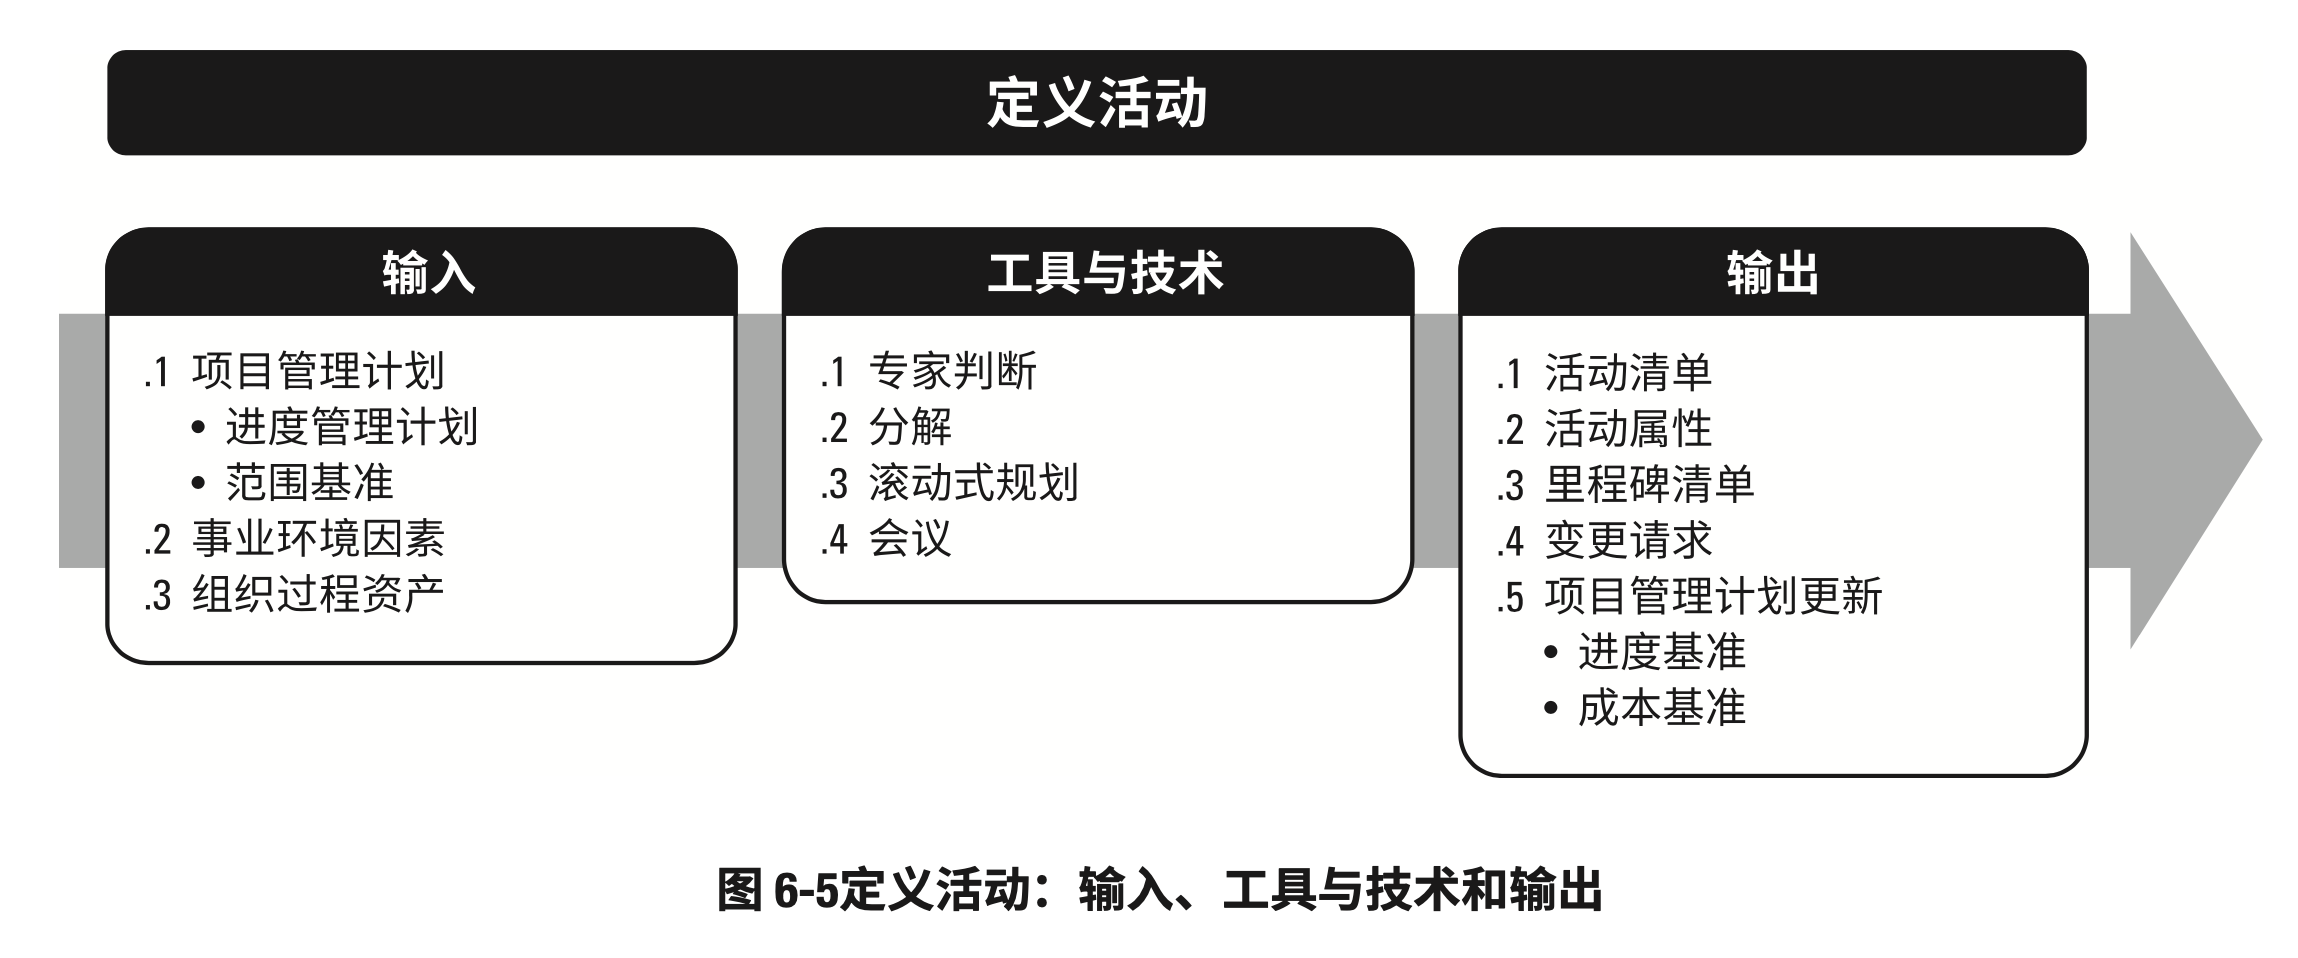 定义活动
输入
.1 项目管理计划
• 进度管理计划
• 范围基准
.2 事业环境因素
.3 组织过程资产
工具与技术
.1 专家判断
.2 分解
.3 滚动式规划
.4 会议
输出
.1 活动清单
.2 活动属性
.3 里程碑清单
.4 变更请求
.5 项目管理计划更新
• 进度基准
• 成本基准
图 6-5定义活动：输入、工具与技术和输出